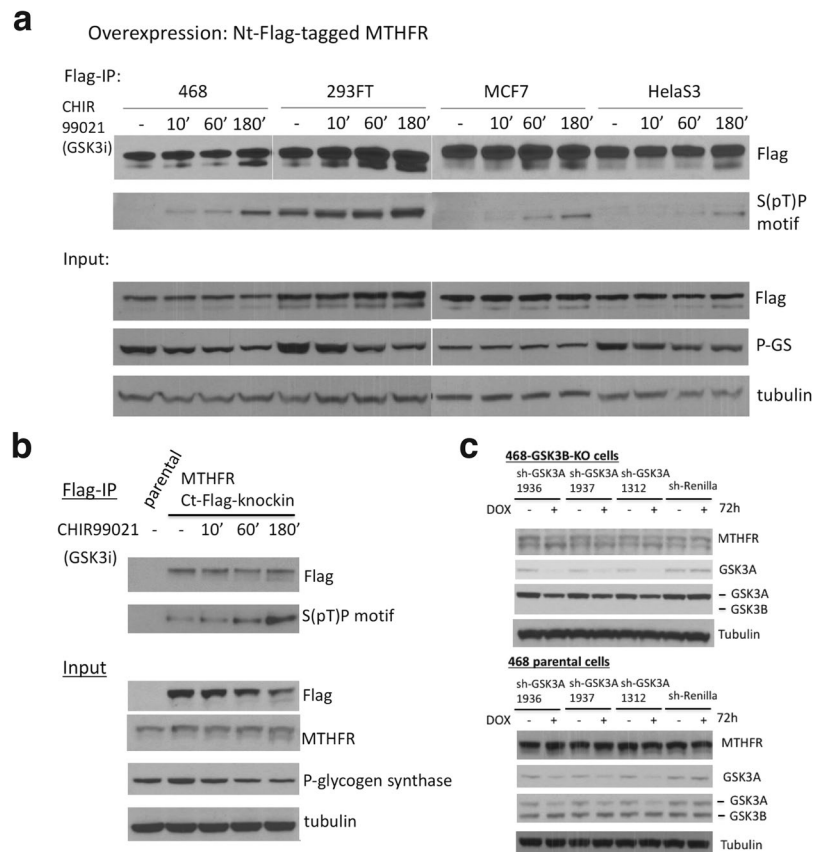 a
Overexpression: Nt-Flag-tagged MTHFR
Flag-IP:
468 293FT MCF7 HelaS3
CHIR
99021
(GSK3i)
- 10’ 60’ 180’ - 10’ 60’ 180’ - 10’ 60’ 180’ - 10’ 60’ 180’
Flag
S(pT)P
motif
Input:
Flag
P-GS
tubulin
b
Flag-IP
parental
MTHFR
Ct-Flag-knockin
CHIR99021 - - 10’ 60’ 180’
(GSK3i)
Flag
S(pT)P motif
Input
Flag
MTHFR
P-glycogen synthase
tubulin
c
468-GSK3B-KO cells
sh-GSK3A sh-GSK3A sh-GSK3A
1936 1937 1312 sh-Renilla
DOX - + - + - + - + 72h
MTHFR
GSK3A
– GSK3A
– GSK3B
Tubulin
468 parental cells
sh-GSK3A sh-GSK3A sh-GSK3A
1936 1937 1312 sh-Renilla
DOX - + - + - + - + 72h
MTHFR
GSK3A
– GSK3A
– GSK3B
Tubulin